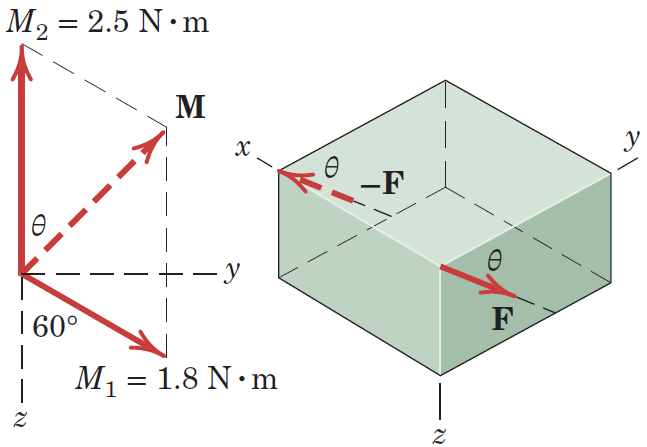 M₂ = 2.5 N·m
M
θ
y
60°
M₁ = 1.8 N·m
z
x
y
θ
−F
θ
F
z